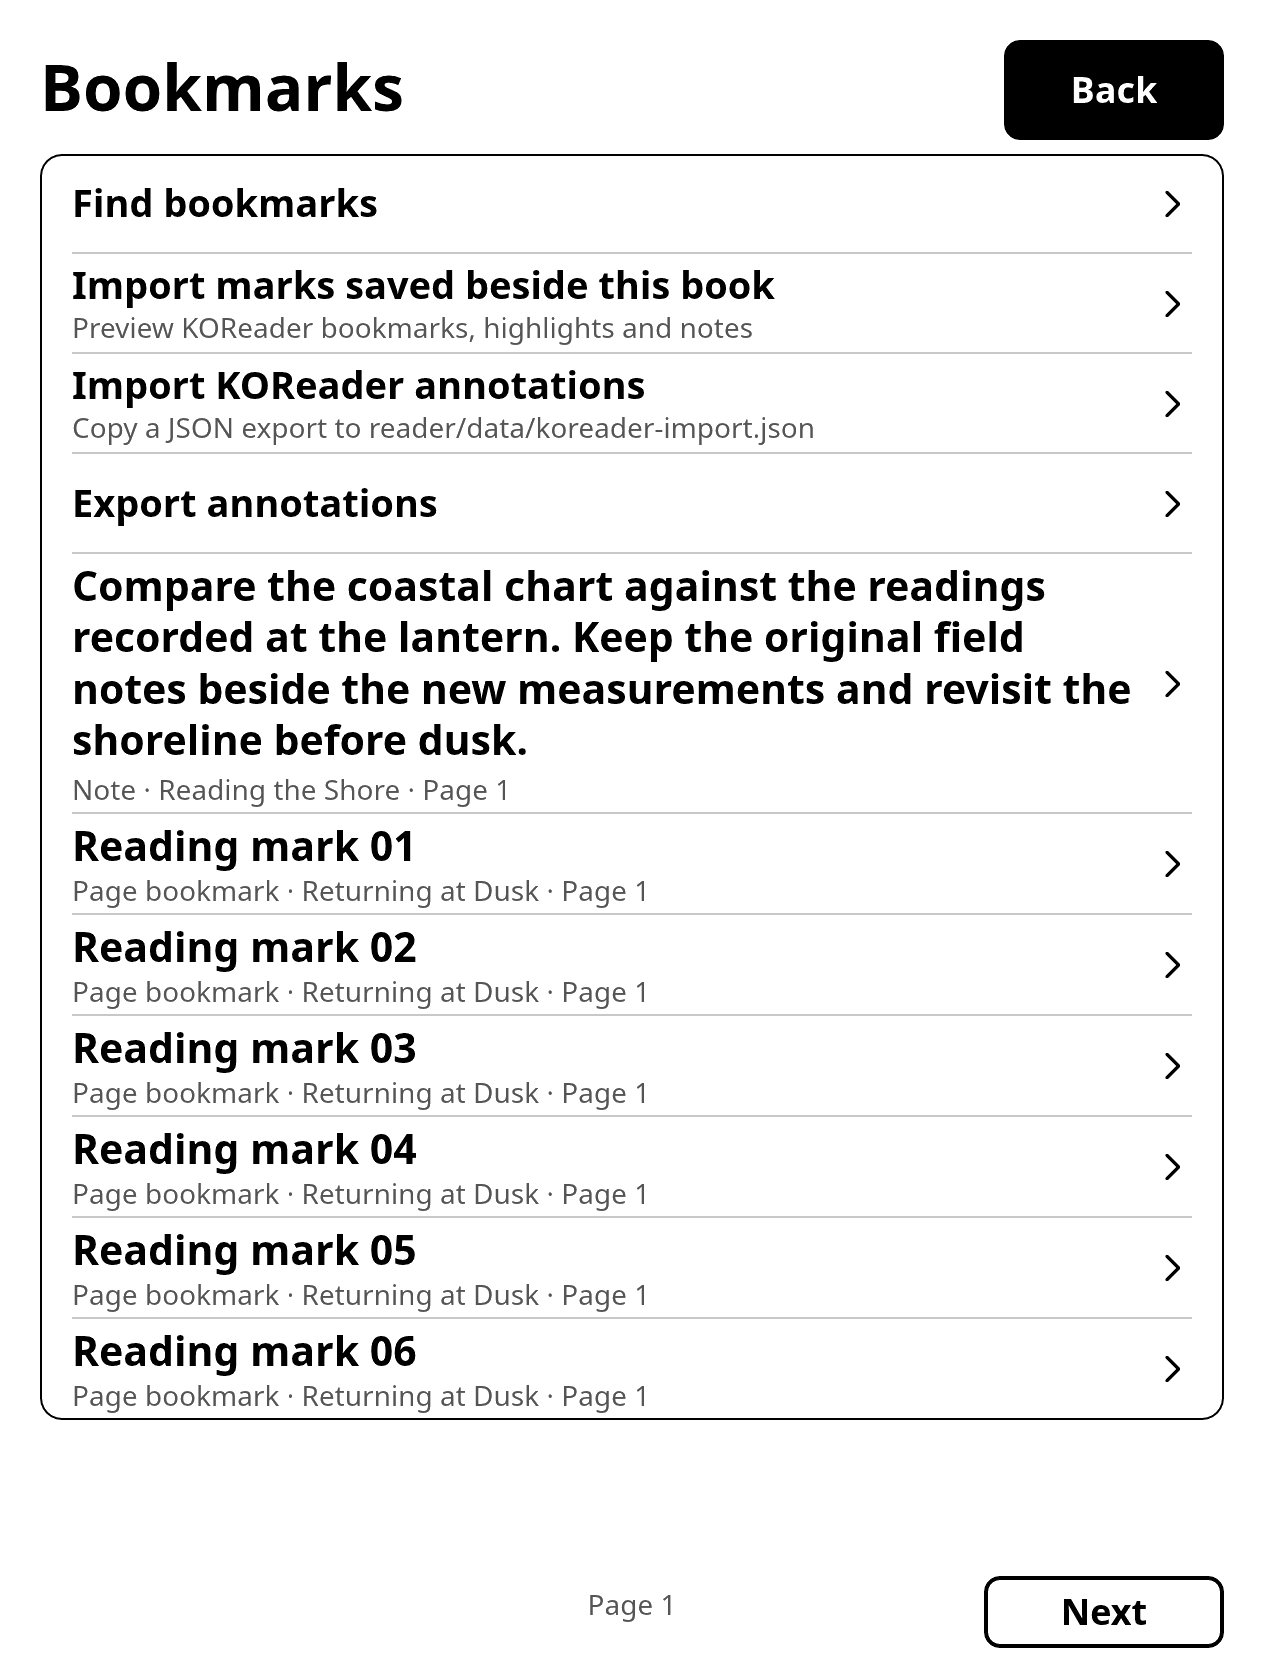 Bookmarks
Back
Find bookmarks
Import marks saved beside this book
Preview KOReader bookmarks, highlights and notes
Import KOReader annotations
Copy a JSON export to reader/data/koreader-import.json
Export annotations
Compare the coastal chart against the readings
recorded at the lantern. Keep the original field
notes beside the new measurements and revisit the
shoreline before dusk.
Note · Reading the Shore · Page 1
Reading mark 01
Page bookmark · Returning at Dusk · Page 1
Reading mark 02
Page bookmark · Returning at Dusk · Page 1
Reading mark 03
Page bookmark · Returning at Dusk · Page 1
Reading mark 04
Page bookmark · Returning at Dusk · Page 1
Reading mark 05
Page bookmark · Returning at Dusk · Page 1
Reading mark 06
Page bookmark · Returning at Dusk · Page 1
Page 1
Next